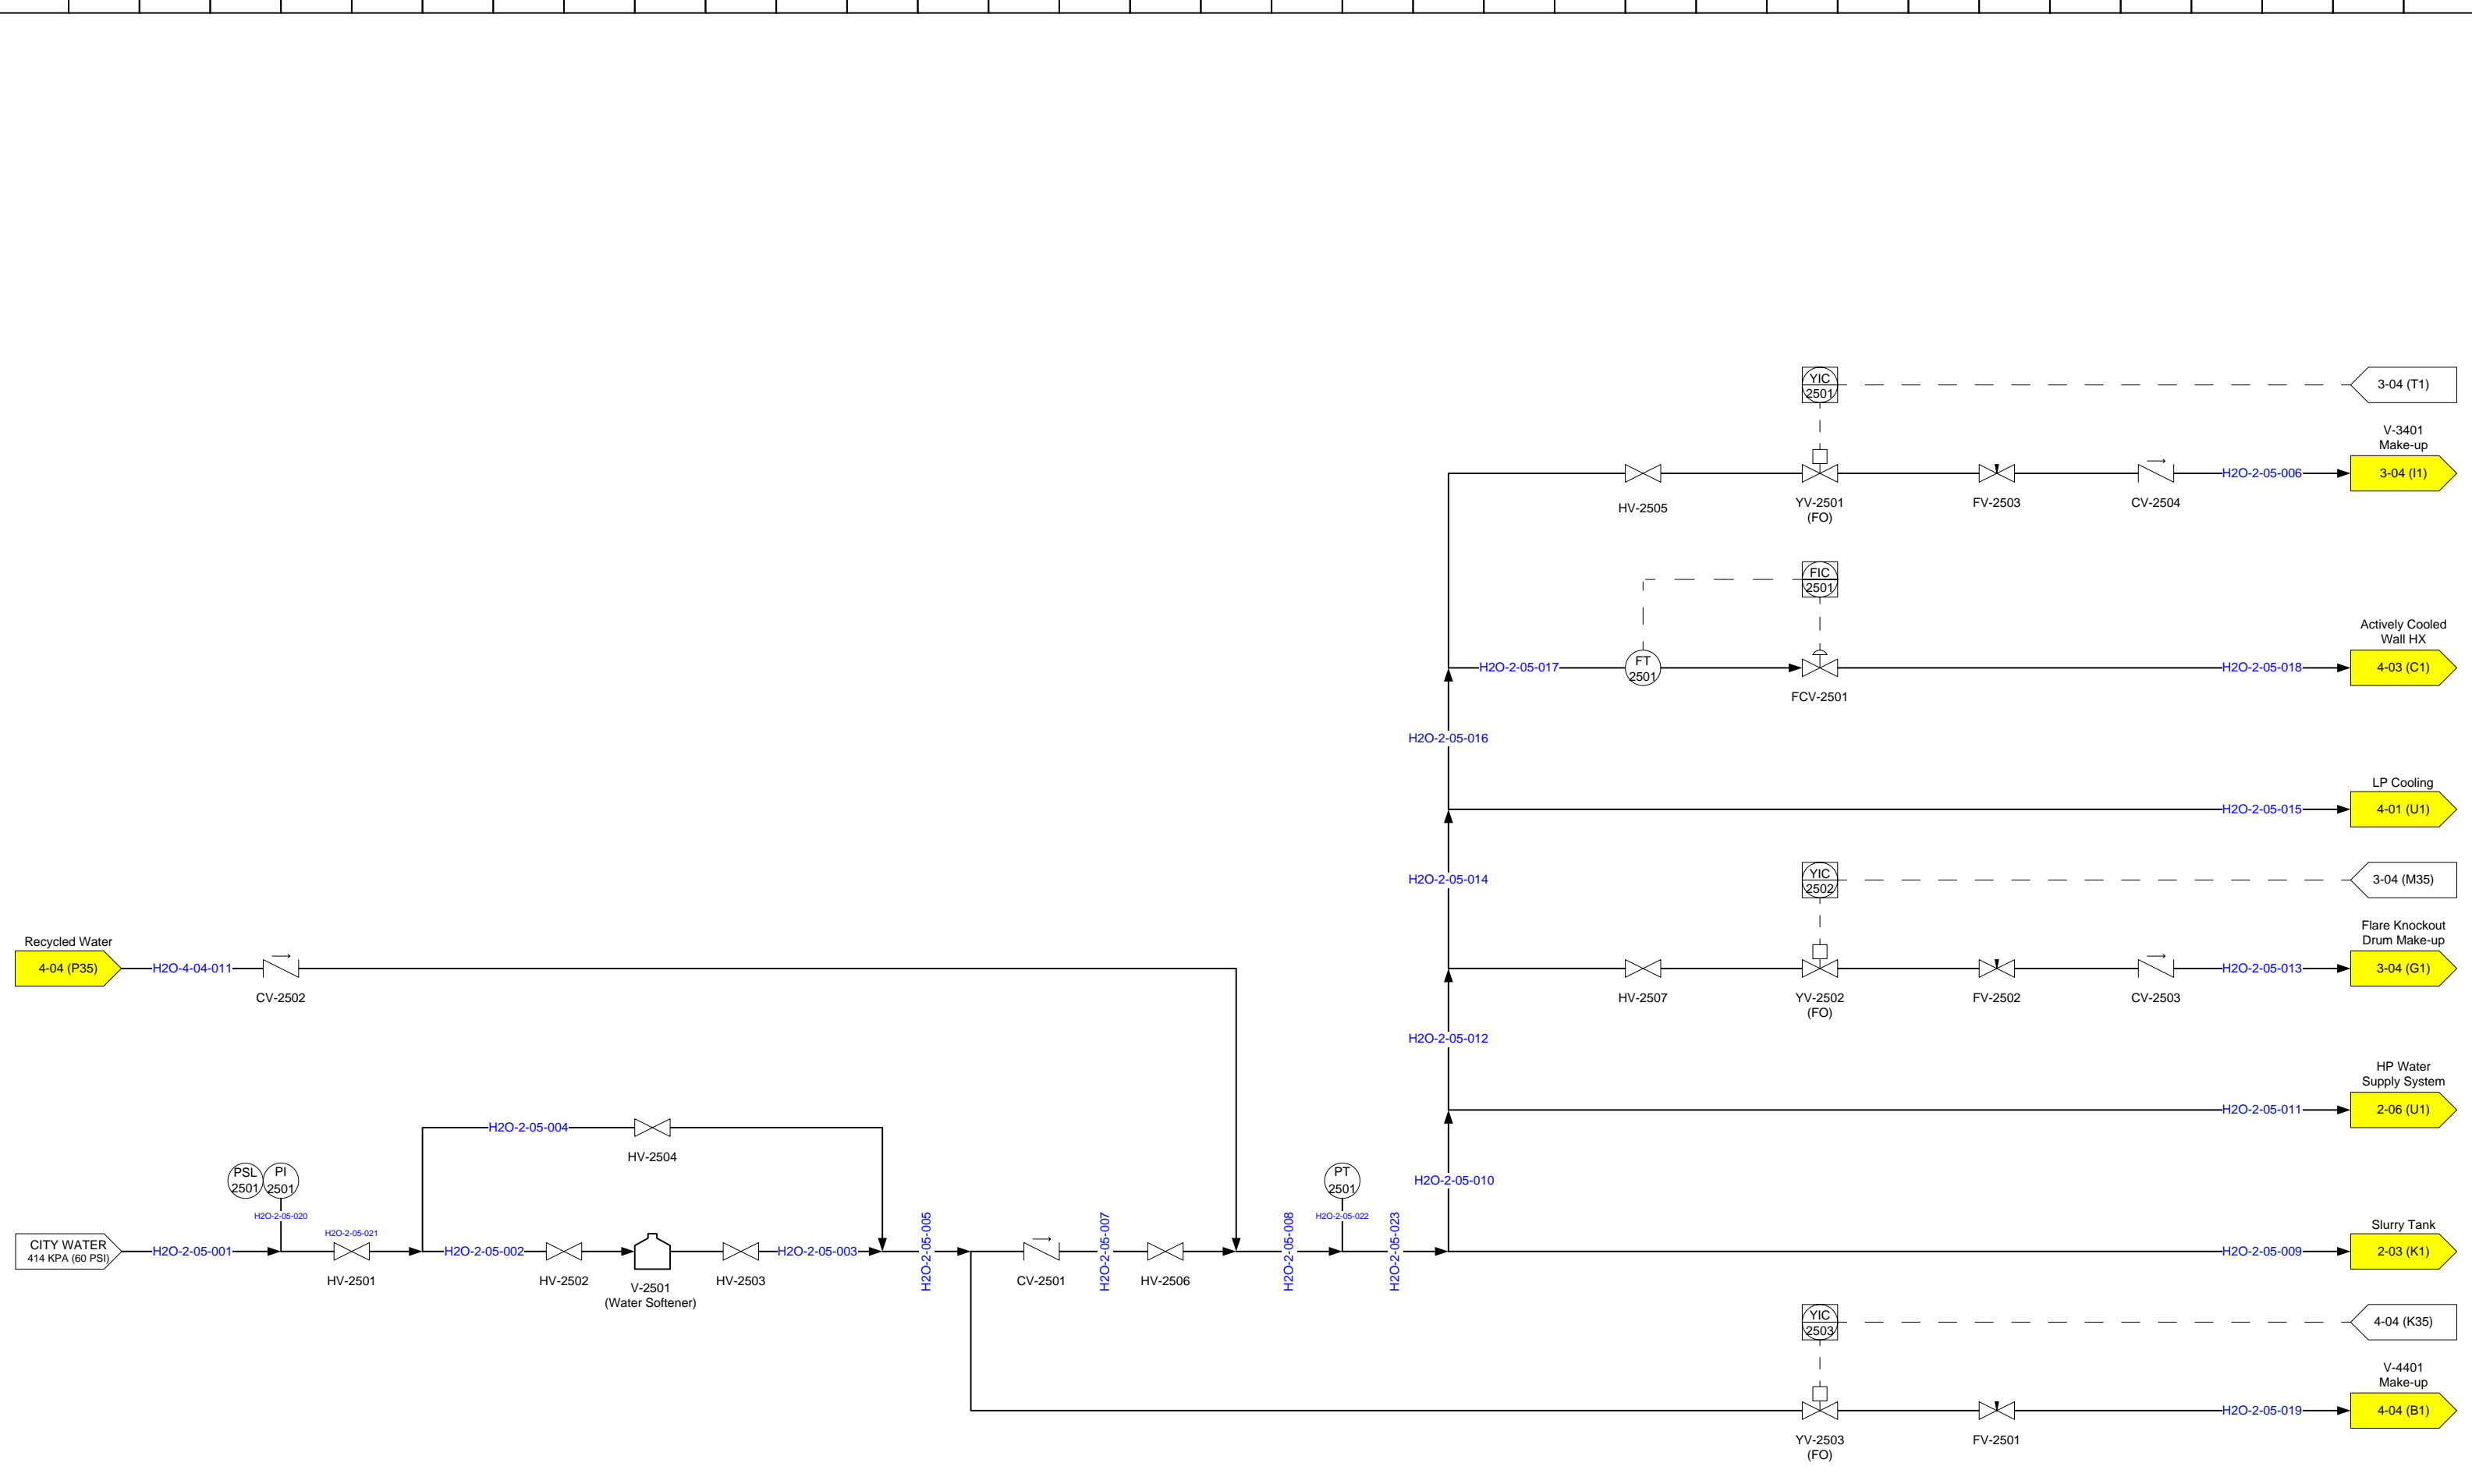 YIC
2501
3-04 (T1)
V-3401
Make-up
H2O-2-05-006
3-04 (I1)
HV-2505
YV-2501
(FO)
FV-2503
CV-2504
FIC
2501
Actively Cooled
Wall HX
H2O-2-05-017
FT
2501
H2O-2-05-018
4-03 (C1)
FCV-2501
H2O-2-05-016
LP Cooling
H2O-2-05-015
4-01 (U1)
H2O-2-05-014
YIC
2502
3-04 (M35)
Flare Knockout
Drum Make-up
Recycled Water
4-04 (P35)
H2O-4-04-011
CV-2502
H2O-2-05-013
3-04 (G1)
HV-2507
YV-2502
(FO)
FV-2502
CV-2503
H2O-2-05-012
HP Water
Supply System
H2O-2-05-011
2-06 (U1)
H2O-2-05-004
HV-2504
PSL
2501
PI
2501
PT
2501
H2O-2-05-010
H2O-2-05-020
H2O-2-05-021
H2O-2-05-022
CITY WATER
414 KPA (60 PSI)
H2O-2-05-001
HV-2501
H2O-2-05-002
HV-2502
V-2501
(Water Softener)
HV-2503
H2O-2-05-003
H2O-2-05-005
CV-2501
H2O-2-05-007
HV-2506
H2O-2-05-008
H2O-2-05-023
Slurry Tank
H2O-2-05-009
2-03 (K1)
YIC
2503
4-04 (K35)
V-4401
Make-up
H2O-2-05-019
4-04 (B1)
YV-2503
(FO)
FV-2501